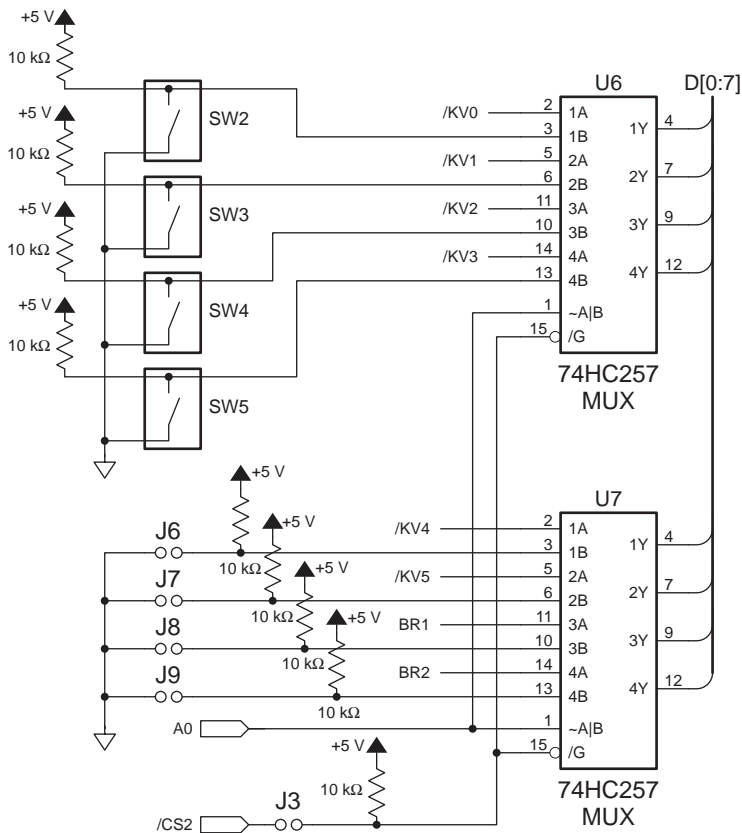 +5 V
10 kΩ
SW2
+5 V
10 kΩ
SW3
+5 V
10 kΩ
SW4
+5 V
10 kΩ
SW5
U6
D[0:7]
/KV0 2 1A
3 1B
1Y 4
/KV1 5 2A
6 2B
2Y 7
/KV2 11 3A
10 3B
3Y 9
/KV3 14 4A
13 4B
4Y 12
1 ~A|B
15 /G
74HC257
MUX
+5 V
+5 V
+5 V
+5 V
J6
10 kΩ
J7
10 kΩ
J8
10 kΩ
J9
10 kΩ
U7
/KV4 2 1A
3 1B
1Y 4
/KV5 5 2A
6 2B
2Y 7
BR1 11 3A
10 3B
3Y 9
BR2 14 4A
13 4B
4Y 12
A0 1 ~A|B
15 /G
74HC257
MUX
+5 V
10 kΩ
/CS2 J3